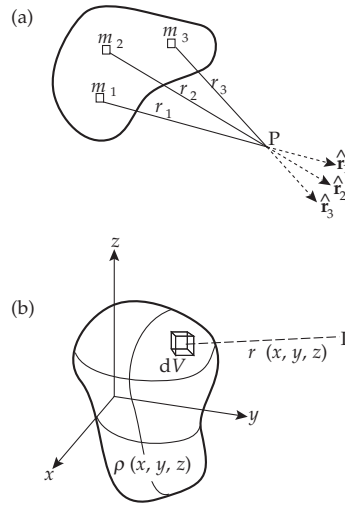 (a)
m 2
m 3
m 1
r 1
r 2
r 3
P
r̂
r̂ 2
r̂ 3
z
(b)
dV
r (x, y, z)
y
ρ (x, y, z)
x